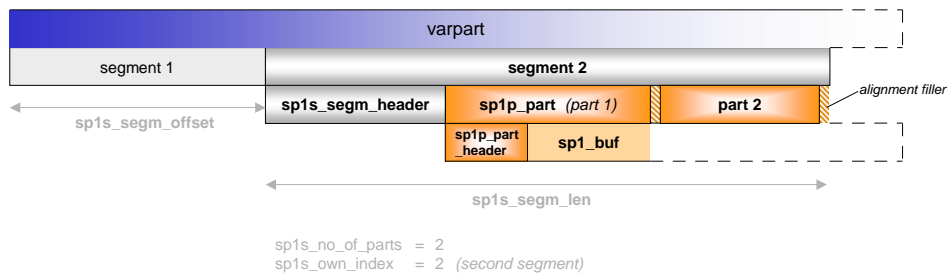 varpart
segment 1
segment 2
sp1s_segm_header
sp1p_part (part 1)
part 2
alignment filler
sp1s_segm_offset
sp1p_part
_header
sp1_buf
sp1s_segm_len
sp1s_no_of_parts = 2
sp1s_own_index = 2 (second segment)